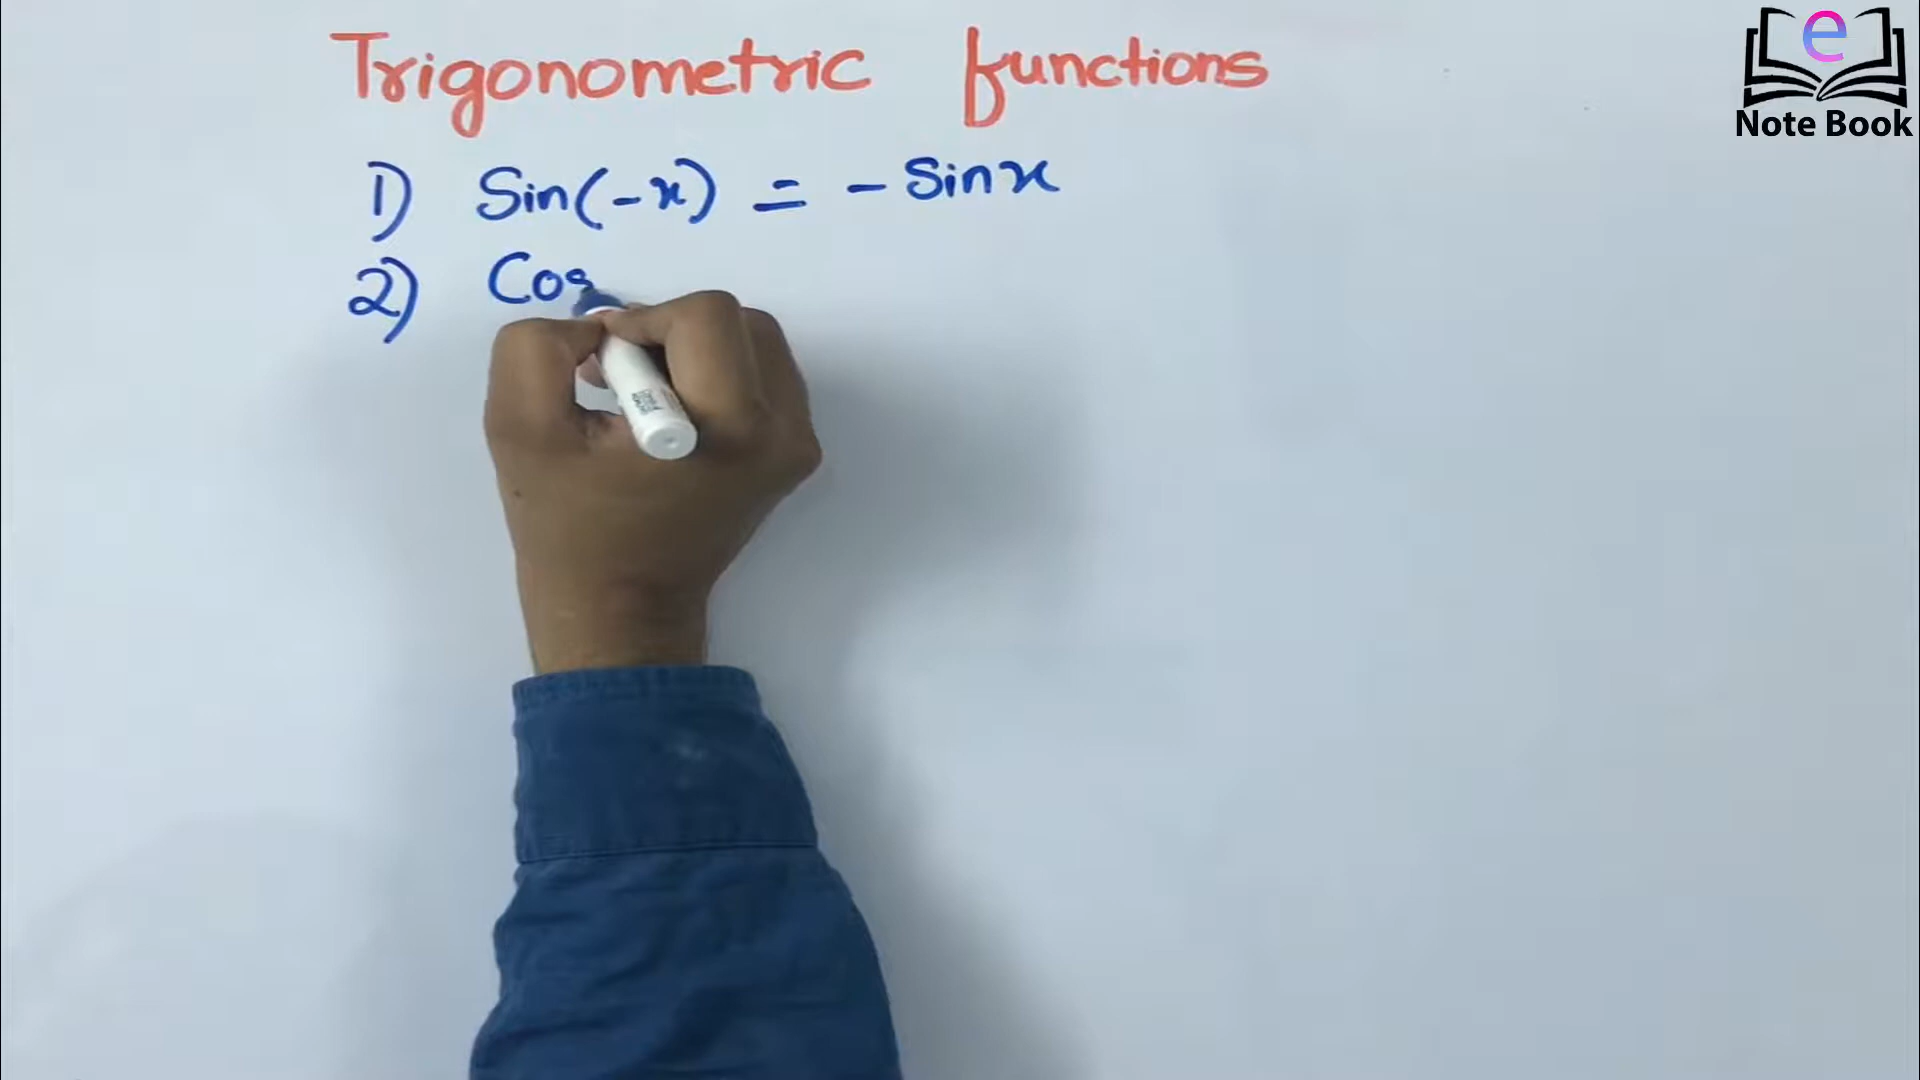 Trigonometric functions
e
Note Book
1) Sin(-x) = - Sinx
2) Cos